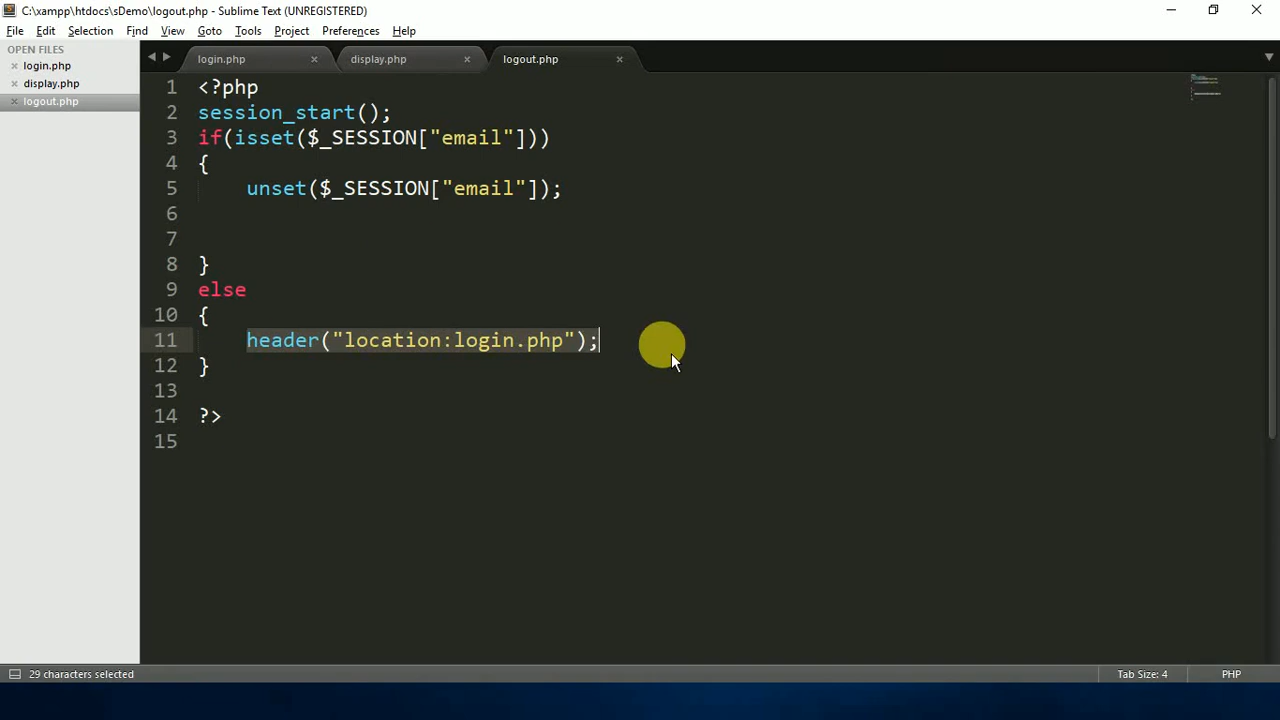 C:\xampp\htdocs\sDemo\logout.php - Sublime Text (UNREGISTERED)
File Edit Selection Find View Goto Tools Project Preferences Help
OPEN FILES
login.php
display.php
logout.php
login.php display.php logout.php
1 <?php
2 session_start();
3 if(isset($_SESSION["email"]))
4 {
5 unset($_SESSION["email"]);
6
7
8 }
9 else
10 {
11 header("location:login.php");
12 }
13
14 ?>
15
29 characters selected
Tab Size: 4 PHP